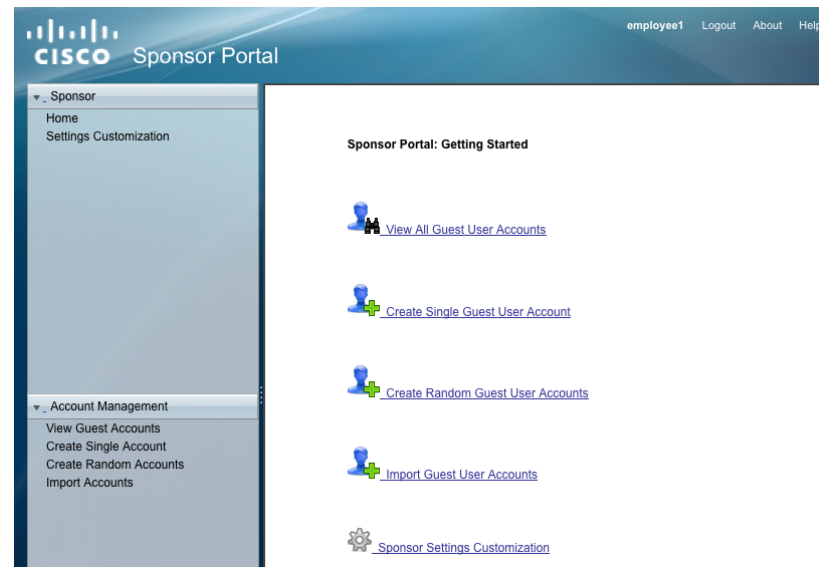 employee1 Logout About Help
CISCO Sponsor Portal
Sponsor
Home
Settings Customization
Account Management
View Guest Accounts
Create Single Account
Create Random Accounts
Import Accounts
Sponsor Portal: Getting Started
View All Guest User Accounts
Create Single Guest User Account
Create Random Guest User Accounts
Import Guest User Accounts
Sponsor Settings Customization